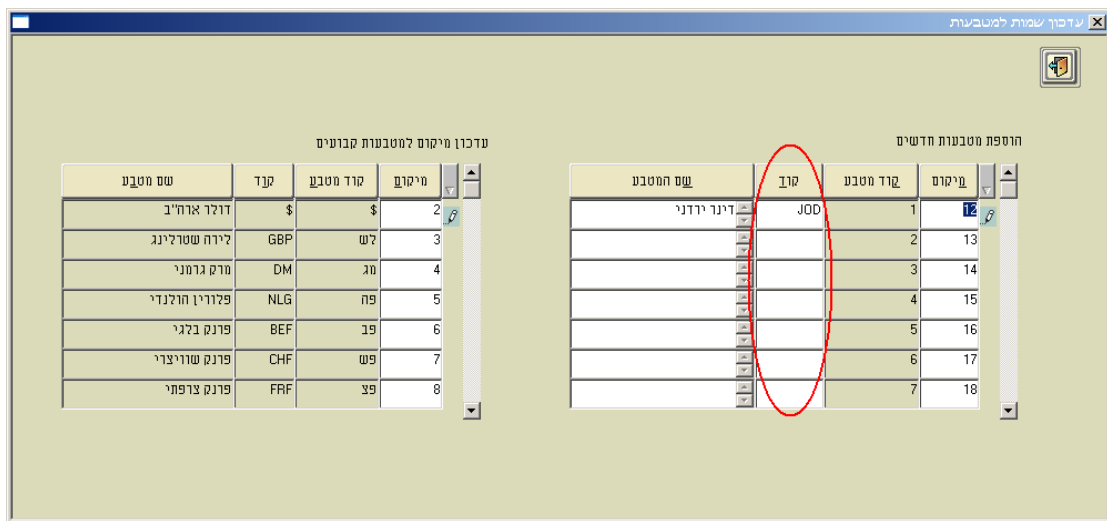 עדכון שמות למטבעות
הוספת מטבעות חדשים
מיקום קוד מטבע קוד שם המטבע
12 1 JOD דינר ירדני
13 2
14 3
15 4
16 5
17 6
18 7
עדכון מיקום למטבעות קבועים
מיקום קוד מטבע קוד שם מטבע
2 $ $ דולר ארה"ב
3 לש GBP לירה שטרלינג
4 מג DM מרק גרמני
5 פה NLG פלורין הולנדי
6 פב BEF פרנק בלגי
7 פש CHF פרנק שוויצרי
8 פצ FRF פרנק צרפתי